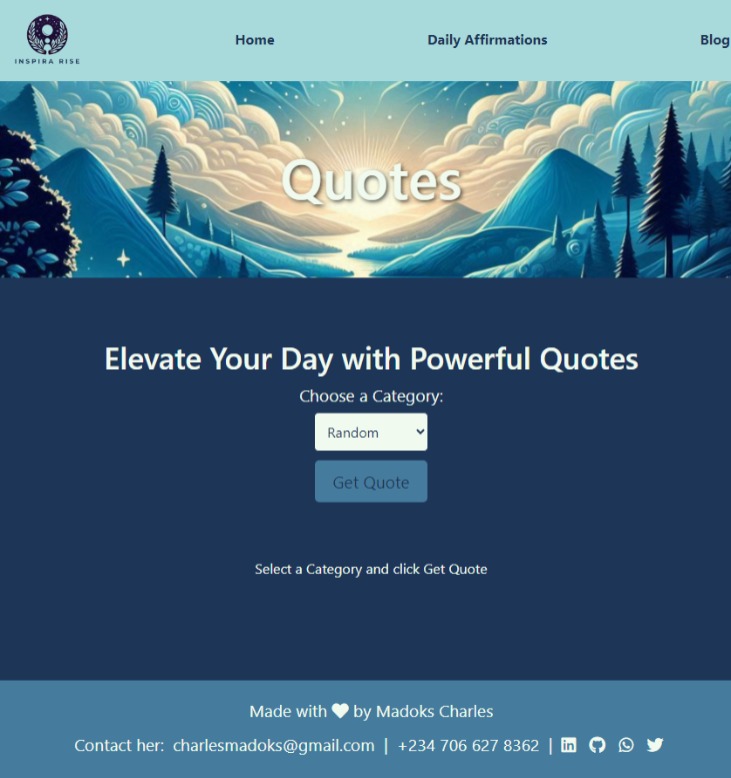 INSPIRA RISE
Home Daily Affirmations Blog
Quotes
Elevate Your Day with Powerful Quotes
Choose a Category:
Random
Get Quote
Select a Category and click Get Quote
Made with ❤ by Madoks Charles
Contact her: charlesmadoks@gmail.com | +234 706 627 8362 |